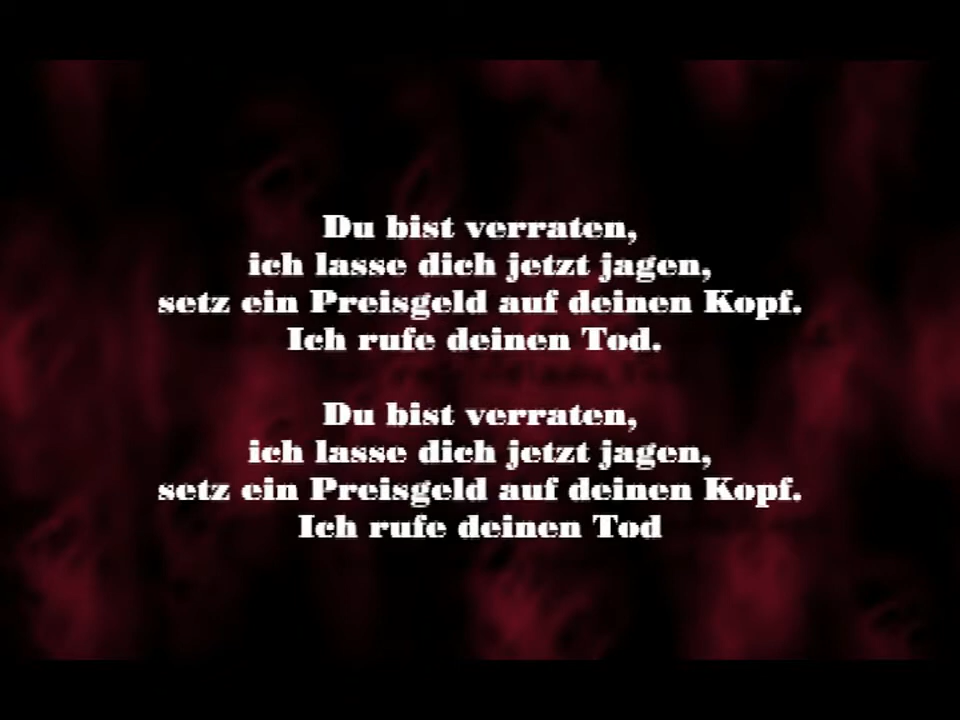 Du bist verraten,
ich lasse dich jetzt jagen,
setz ein Preisgeld auf deinen Kopf.
Ich rufe deinen Tod.
Du bist verraten,
ich lasse dich jetzt jagen,
setz ein Preisgeld auf deinen Kopf.
Ich rufe deinen Tod